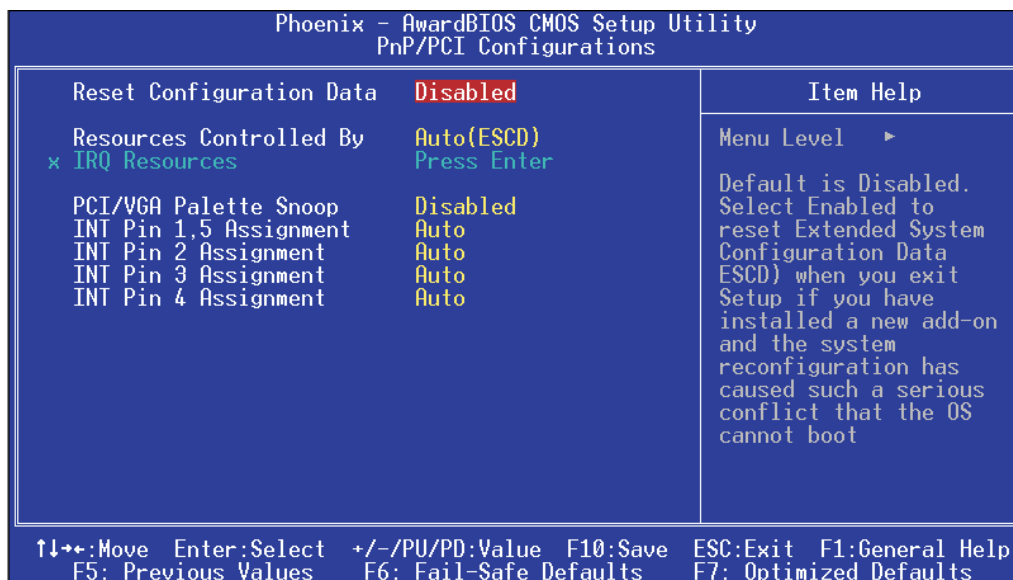 Phoenix - AwardBIOS CMOS Setup Utility
PnP/PCI Configurations
Reset Configuration Data Disabled
Resources Controlled By Auto(ESCD)
x IRQ Resources Press Enter
PCI/VGA Palette Snoop Disabled
INT Pin 1,5 Assignment Auto
INT Pin 2 Assignment Auto
INT Pin 3 Assignment Auto
INT Pin 4 Assignment Auto
Item Help
Menu Level ►
Default is Disabled.
Select Enabled to
reset Extended System
Configuration Data
ESCD) when you exit
Setup if you have
installed a new add-on
and the system
reconfiguration has
caused such a serious
conflict that the OS
cannot boot
↑↓→←:Move Enter:Select +/-/PU/PD:Value F10:Save ESC:Exit F1:General Help
F5: Previous Values F6: Fail-Safe Defaults F7: Optimized Defaults